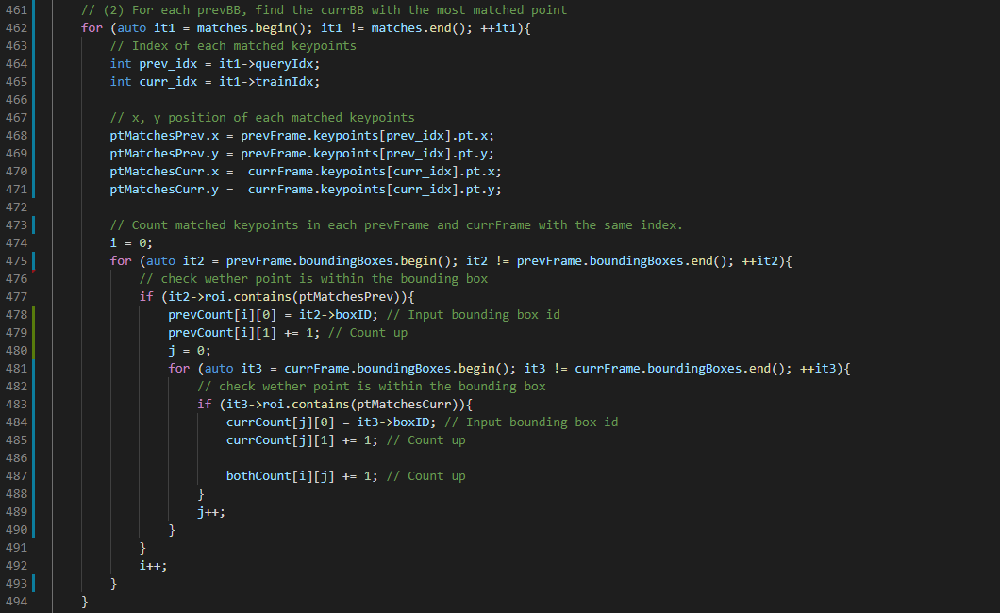 461 // (2) For each prevBB, find the currBB with the most matched point
462 for (auto it1 = matches.begin(); it1 != matches.end(); ++it1){
463 // Index of each matched keypoints
464 int prev_idx = it1->queryIdx;
465 int curr_idx = it1->trainIdx;
466
467 // x, y position of each matched keypoints
468 ptMatchesPrev.x = prevFrame.keypoints[prev_idx].pt.x;
469 ptMatchesPrev.y = prevFrame.keypoints[prev_idx].pt.y;
470 ptMatchesCurr.x =  currFrame.keypoints[curr_idx].pt.x;
471 ptMatchesCurr.y =  currFrame.keypoints[curr_idx].pt.y;
472
473 // Count matched keypoints in each prevFrame and currFrame with the same index.
474 i = 0;
475 for (auto it2 = prevFrame.boundingBoxes.begin(); it2 != prevFrame.boundingBoxes.end(); ++it2){
476 // check wether point is within the bounding box
477 if (it2->roi.contains(ptMatchesPrev)){
478 prevCount[i][0] = it2->boxID; // Input bounding box id
479 prevCount[i][1] += 1; // Count up
480 j = 0;
481 for (auto it3 = currFrame.boundingBoxes.begin(); it3 != currFrame.boundingBoxes.end(); ++it3){
482 // check wether point is within the bounding box
483 if (it3->roi.contains(ptMatchesCurr)){
484 currCount[j][0] = it3->boxID; // Input bounding box id
485 currCount[j][1] += 1; // Count up
486
487 bothCount[i][j] += 1; // Count up
488 }
489 j++;
490 }
491 }
492 i++;
493 }
494 }